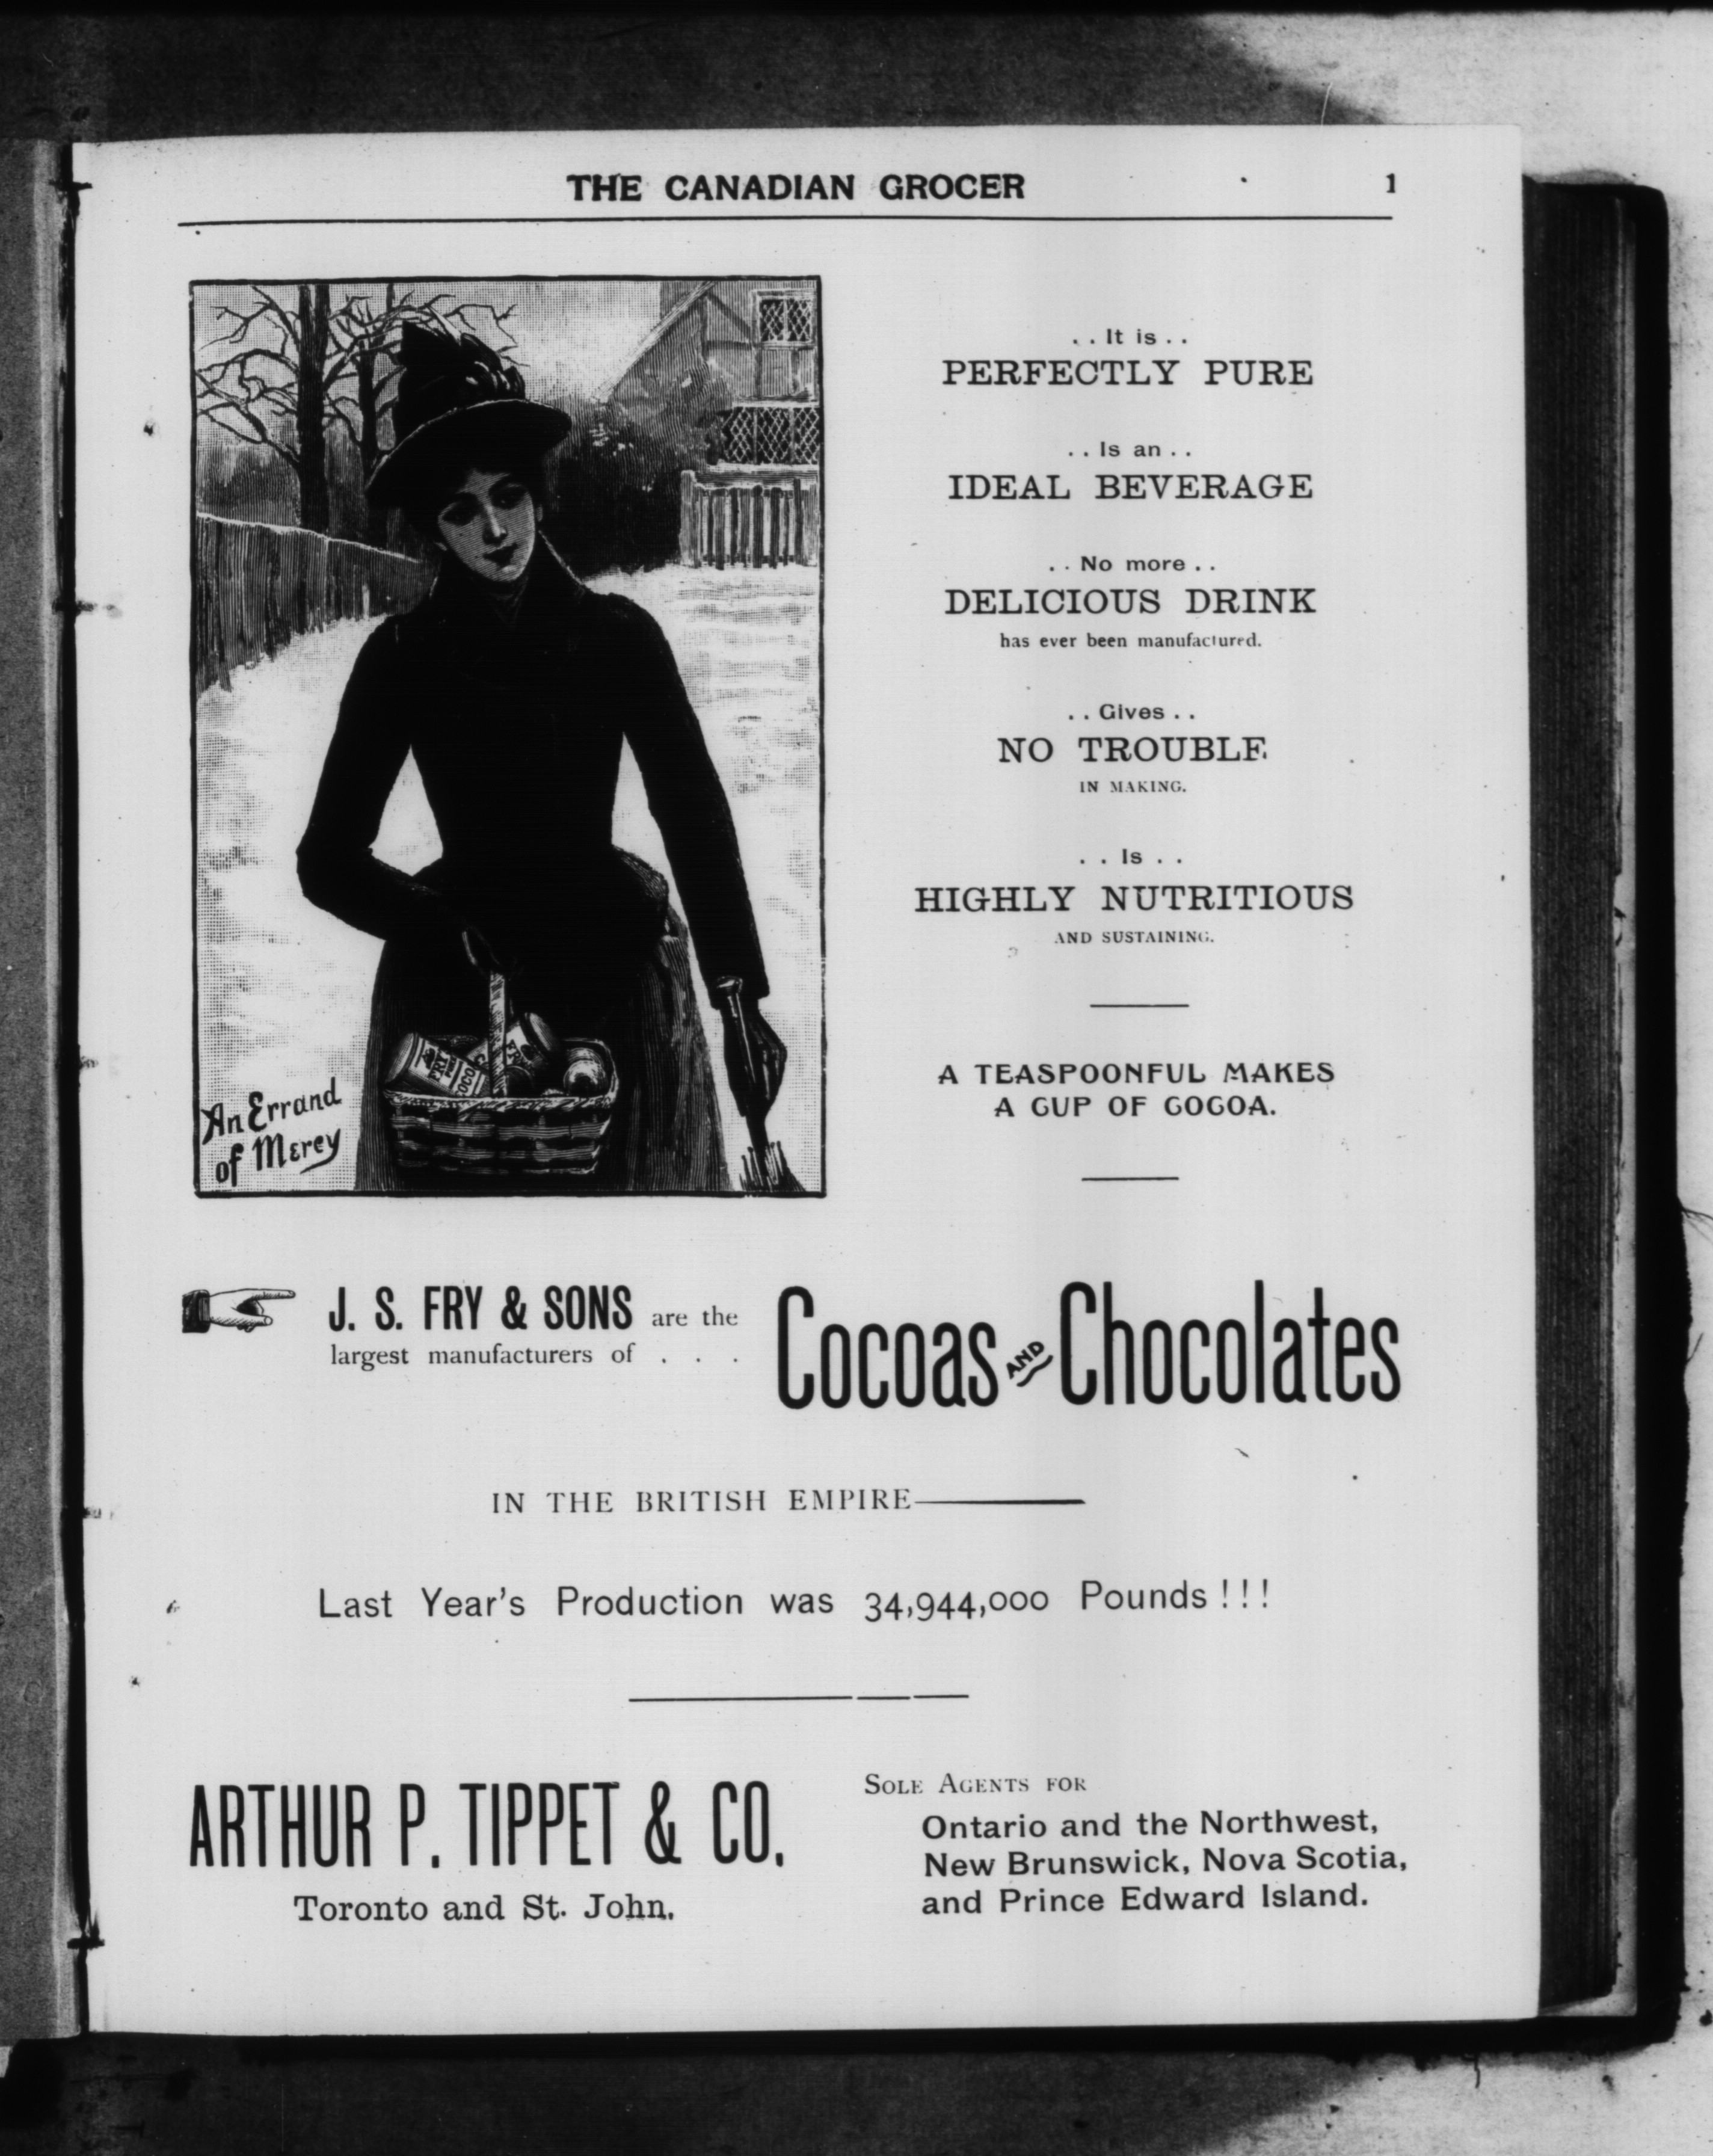 THE CANADIAN GROCER 1
. . It is . .
PERFECTLY PURE
. . Is an . .
IDEAL BEVERAGE
. . No more . .
DELICIOUS DRINK
has ever been manufactured.
. . Gives . .
NO TROUBLE
IN MAKING.
. . Is . .
HIGHLY NUTRITIOUS
AND SUSTAINING.
A TEASPOONFUL MAKES
A CUP OF COCOA.
FRY
COCOA
FRY
An Errand
of Mercy
J. S. FRY & SONS are the
largest manufacturers of . . .
Cocoas AND Chocolates
IN THE BRITISH EMPIRE
Last Year's Production was 34,944,000 Pounds ! ! !
ARTHUR P. TIPPET & CO.
Toronto and St. John.
SOLE AGENTS FOR
Ontario and the Northwest,
New Brunswick, Nova Scotia,
and Prince Edward Island.